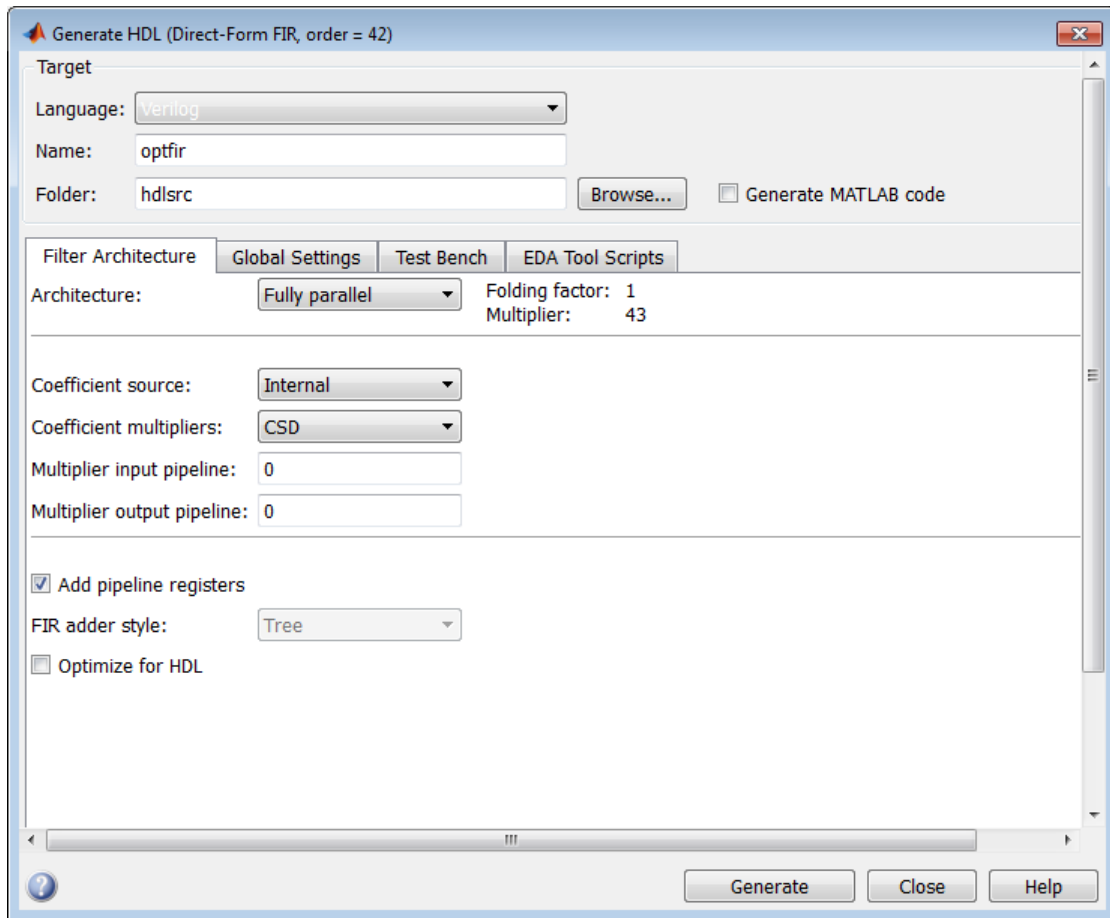 Generate HDL (Direct-Form FIR, order = 42)
Target
Language: Verilog
Name: optfir
Folder: hdlsrc Browse... Generate MATLAB code
Filter Architecture Global Settings Test Bench EDA Tool Scripts
Architecture: Fully parallel Folding factor: 1
Multiplier: 43
Coefficient source: Internal
Coefficient multipliers: CSD
Multiplier input pipeline: 0
Multiplier output pipeline: 0
Add pipeline registers
FIR adder style: Tree
Optimize for HDL
Generate Close Help